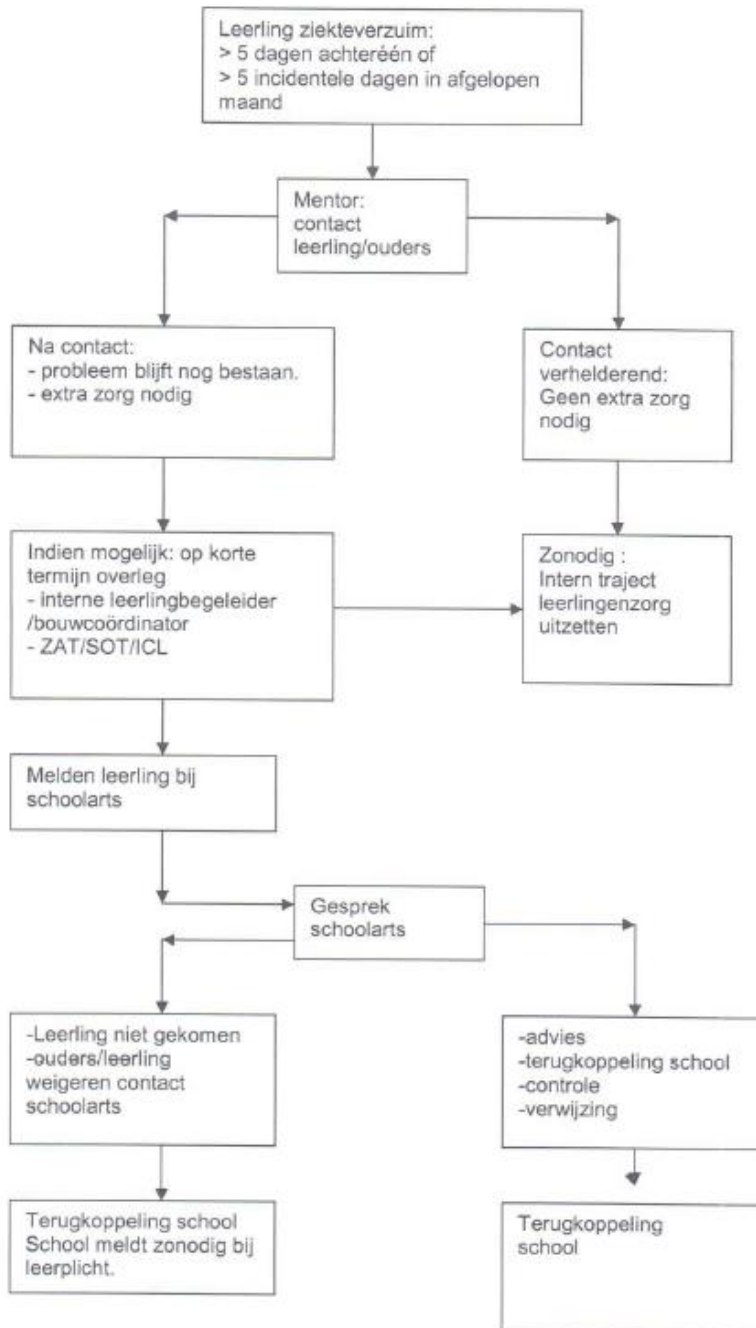 Leerling ziekteverzuim:
> 5 dagen achteréén of
> 5 incidentele dagen in afgelopen
maand
Mentor:
contact
leerling/ouders
Na contact:
- probleem blijft nog bestaan.
- extra zorg nodig
Contact
verhelderend:
Geen extra zorg
nodig
Indien mogelijk: op korte
termijn overleg
- interne leerlingbegeleider
/bouwcoördinator
- ZAT/SOT/ICL
Zonodig :
Intern traject
leerlingenzorg
uitzetten
Melden leerling bij
schoolarts
Gesprek
schoolarts
-Leerling niet gekomen
-ouders/leerling
weigeren contact
schoolarts
-advies
-terugkoppeling school
-controle
-verwijzing
Terugkoppeling school
School meldt zonodig bij
leerplicht.
Terugkoppeling
school